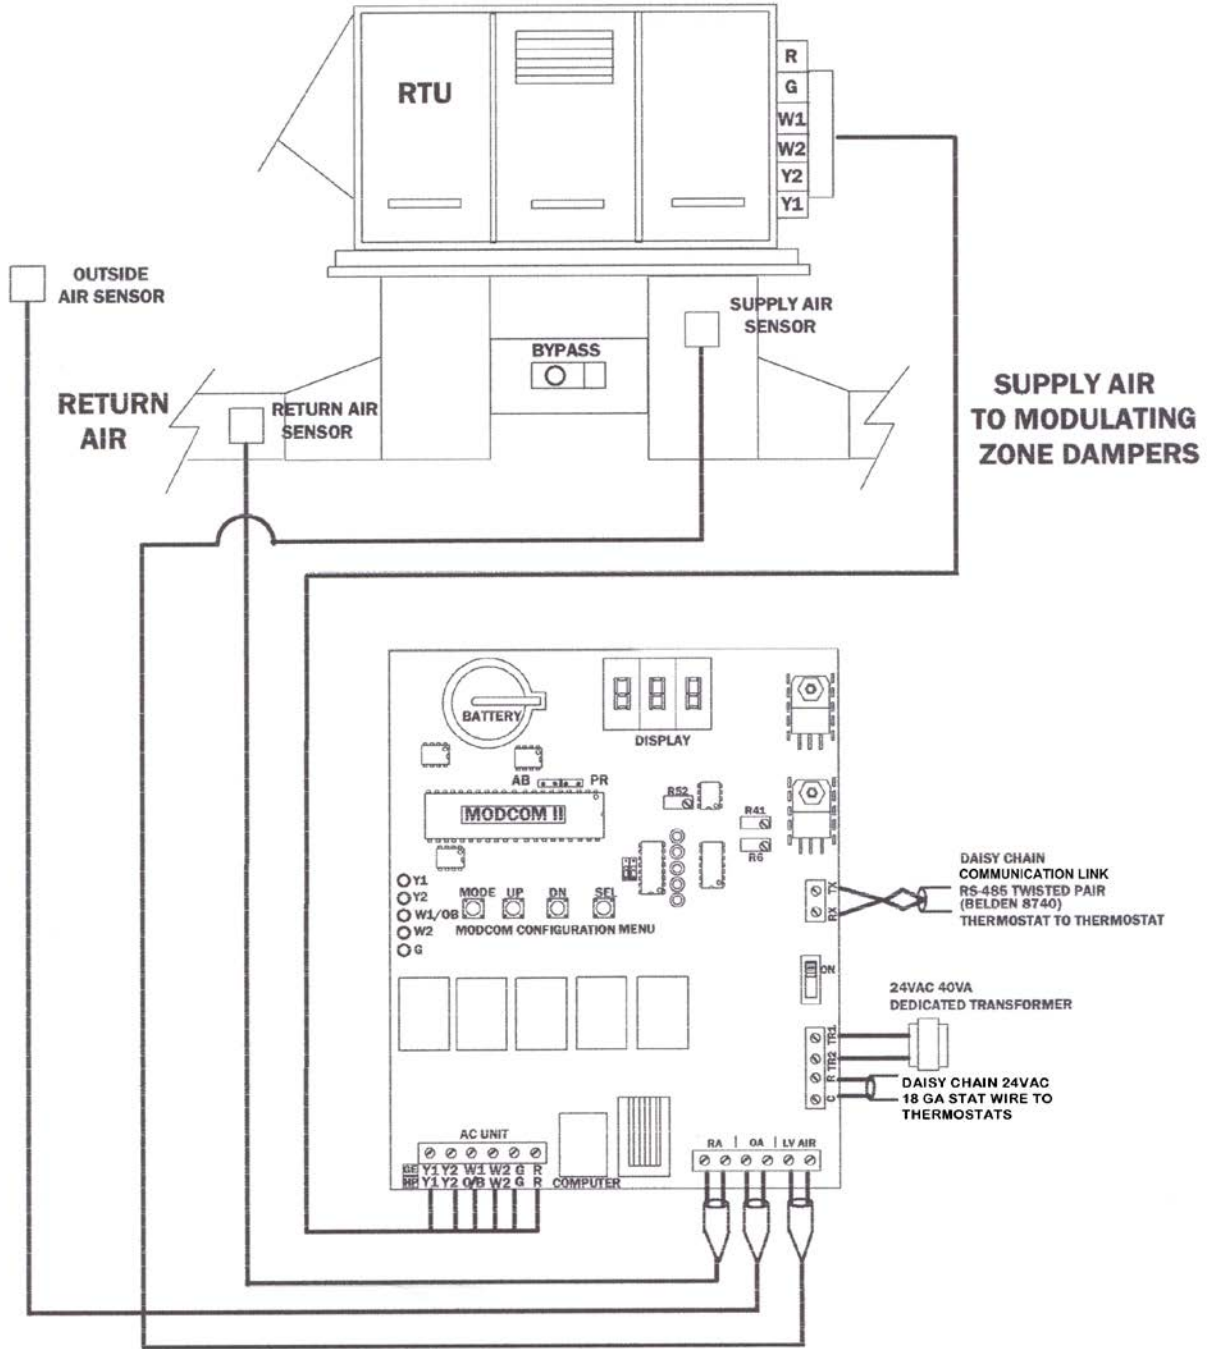 RTU
R
G
W1
W2
Y2
Y1
OUTSIDE
AIR SENSOR
SUPPLY AIR
SENSOR
BYPASS
RETURN
AIR
RETURN AIR
SENSOR
SUPPLY AIR
TO MODULATING
ZONE DAMPERS
BATTERY
DISPLAY
AB
PR
MODCOM II
R52
R41
R6
Y1
Y2
W1/OB
W2
G
MODE UP DN SEL
MODCOM CONFIGURATION MENU
TX
RX
DAISY CHAIN
COMMUNICATION LINK
RS-485 TWISTED PAIR
(BELDEN 8740)
THERMOSTAT TO THERMOSTAT
ON
24VAC 40VA
DEDICATED TRANSFORMER
TR1
TR2
R
C
DAISY CHAIN 24VAC
18 GA STAT WIRE TO
THERMOSTATS
AC UNIT
GE Y1 Y2 W1 W2 G R
HP Y1 Y2 O/B W2 G R
COMPUTER
RA | OA | LV AIR